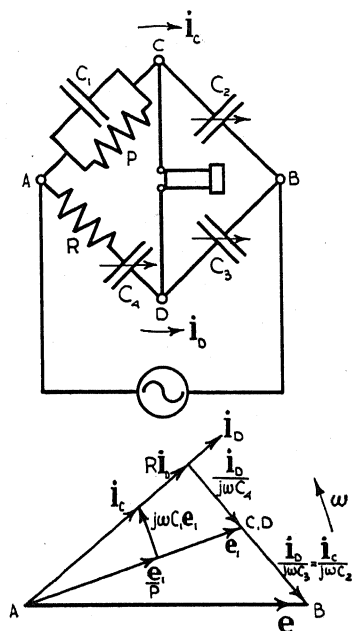 i_C
C
C₁
C₂
P
A
B
R
C₄
C₃
D
i_D
i_D
Ri_D
i_D/jωC₄
i_C
jωC₁e₁
ω
C,D
e₁
e₁/P
i_D/jωC₃ = i_C/jωC₂
A
B
e